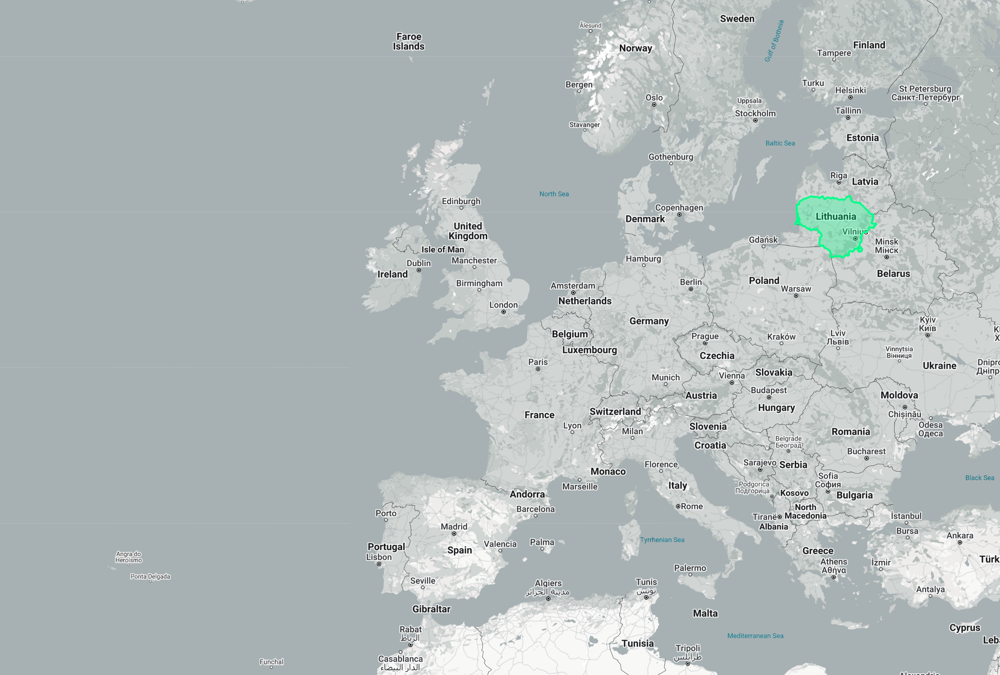 Sweden
Gulf of Bothnia
Ålesund
Faroe
Islands
Norway
Finland
Tampere
Bergen
Turku
Helsinki
St Petersburg
Санкт-Петербург
Oslo
Uppsala
Stockholm
Tallinn
Stavanger
Estonia
Baltic Sea
Gothenburg
Riga
Latvia
North Sea
Edinburgh
Copenhagen
Denmark
Lithuania
United
Kingdom
Vilnius
Gdańsk
Minsk
Мінск
Isle of Man
Manchester
Dublin
Hamburg
Ireland
Belarus
Birmingham
Amsterdam
Berlin
Poland
Warsaw
Netherlands
London
Germany
Kyiv
Київ
Belgium
Prague
Kraków
Lviv
Львів
Luxembourg
Vinnytsia
Вінниця
Czechia
Paris
Ukraine
Dnipro
Дніпр
Slovakia
Munich
Vienna
Budapest
Austria
Moldova
Hungary
Switzerland
France
Chișinău
Lyon
Slovenia
Milan
Odesa
Одеса
Romania
Croatia
Belgrade
Београд
Bucharest
Florence
Sarajevo
Serbia
Monaco
Sofia
София
Black Sea
Marseille
Italy
Podgorica
Подгорица
Kosovo
Andorra
Bulgaria
Barcelona
Rome
North
Macedonia
Porto
Tiranë
İstanbul
Albania
Madrid
Bursa
Ankara
Tyrrhenian Sea
Palma
Valencia
Portugal
Spain
Greece
Lisbon
Angra do
Heroísmo
Ponta Delgada
Athens
Αθήνα
İzmir
Türk
Palermo
Seville
Algiers
مدينة الجزائر
Tunis
تونس
Antalya
Gibraltar
Malta
Rabat
الرباط
Cyprus
Mediterranean Sea
Leb
Tunisia
Tripoli
طرابلس
Casablanca
الدار البيضاء
Funchal